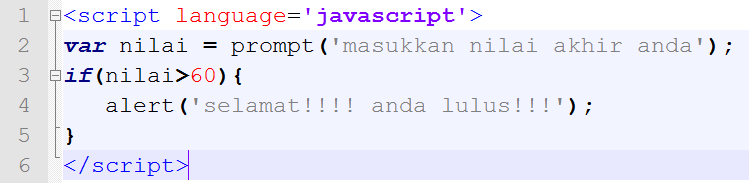 1 <script language='javascript'>
2 var nilai = prompt('masukkan nilai akhir anda');
3 if(nilai>60){
4 alert('selamat!!!! anda lulus!!!');
5 }
6 </script>